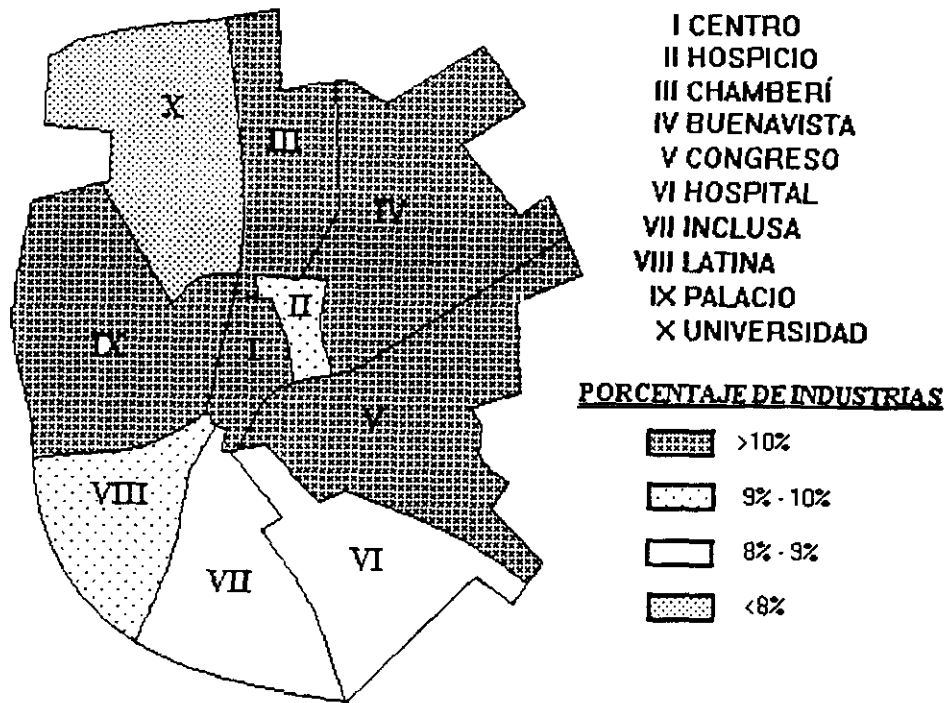 I CENTRO
II HOSPICIO
III CHAMBERÍ
IV BUENAVISTA
V CONGRESO
VI HOSPITAL
VII INCLUSA
VIII LATINA
IX PALACIO
X UNIVERSIDAD
PORCENTAJE DE INDUSTRIAS
>10%
9% - 10%
8% - 9%
<8%
X
III
IV
II
IX
I
V
VIII
VII
VI